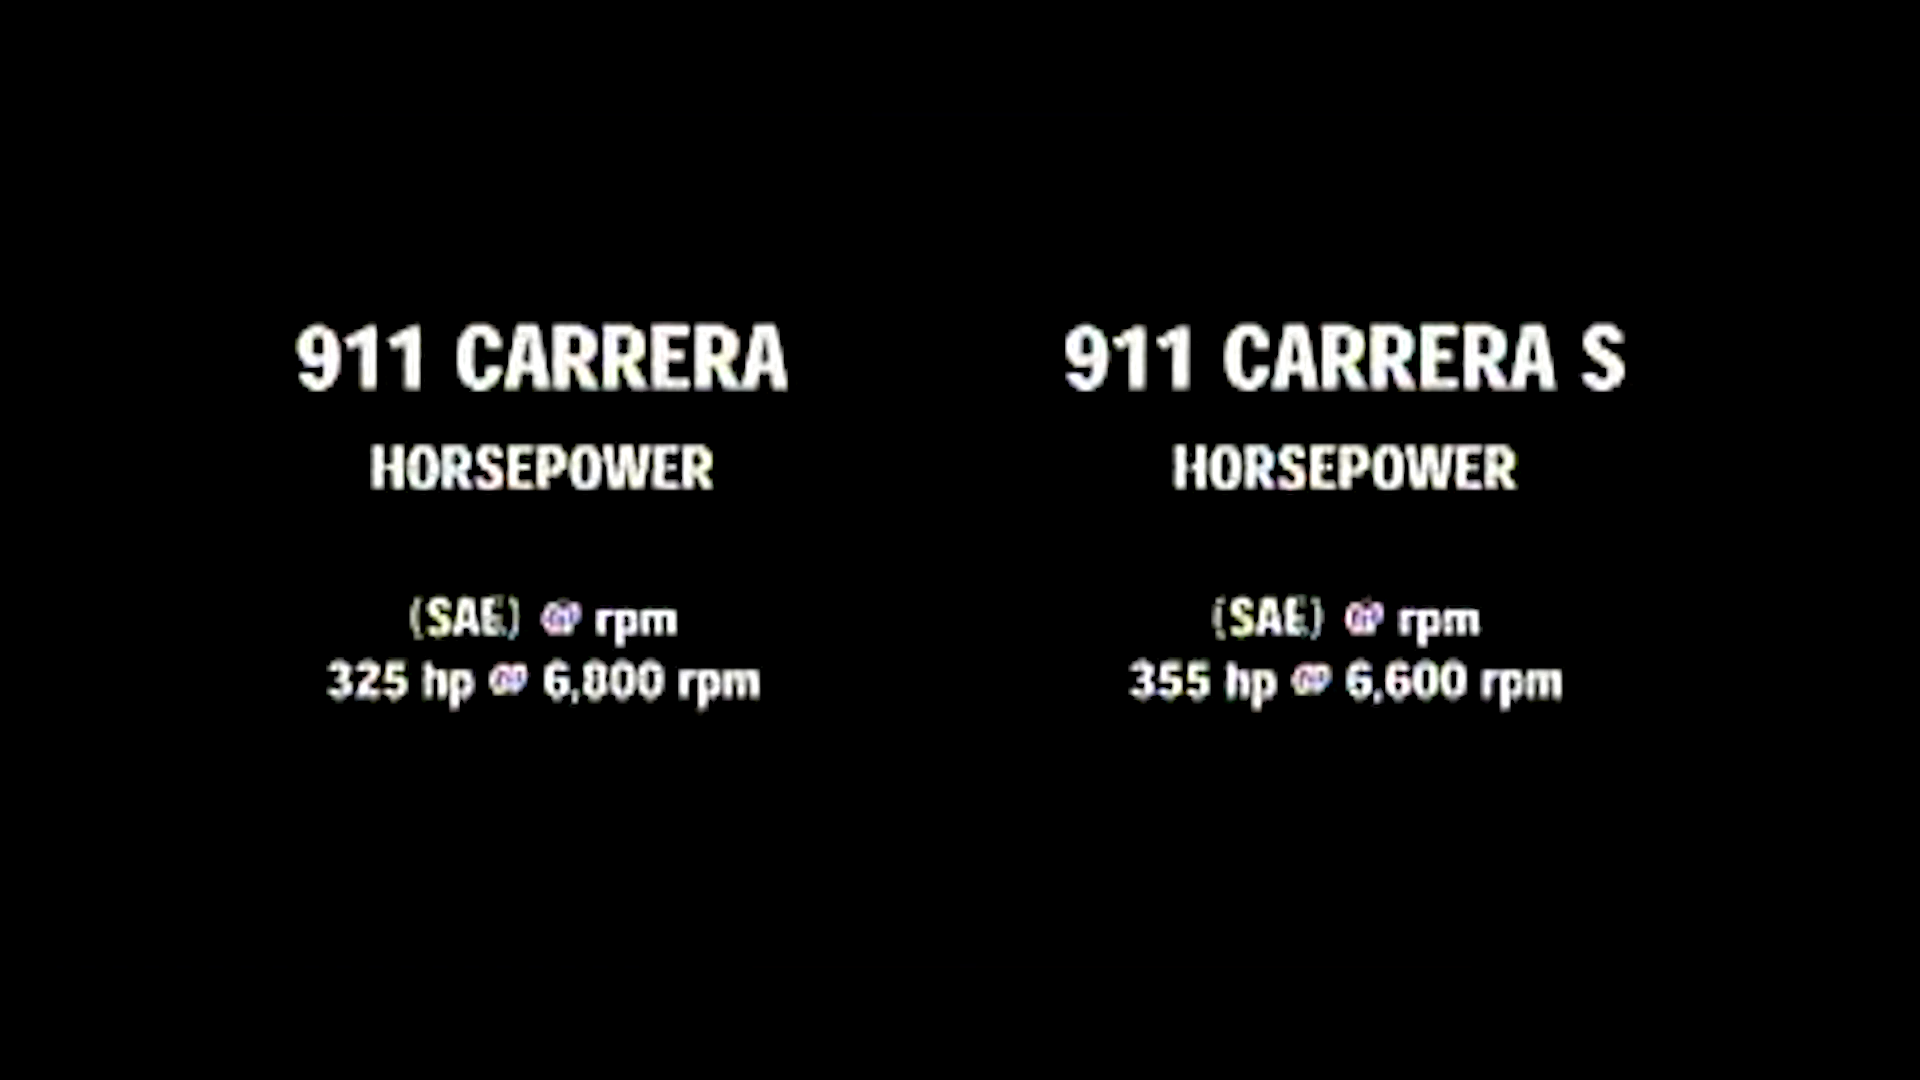 911 CARRERA
HORSEPOWER
(SAE) @ rpm
325 hp @ 6,800 rpm
911 CARRERA S
HORSEPOWER
(SAE) @ rpm
355 hp @ 6,600 rpm